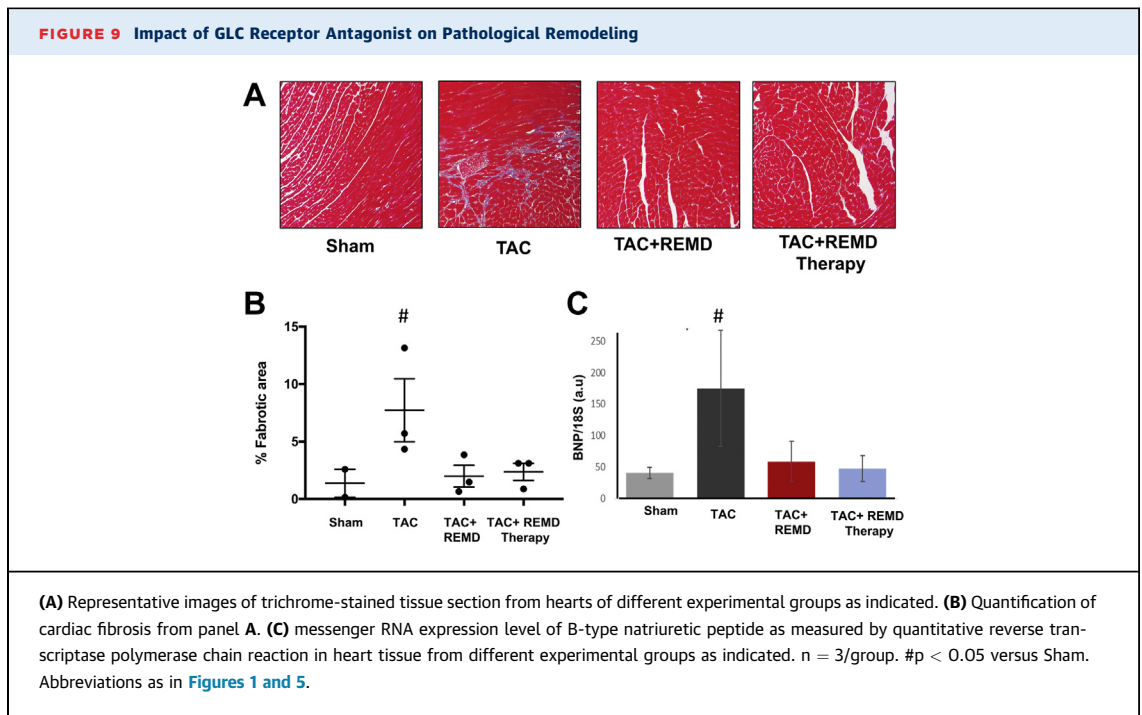 FIGURE 9 Impact of GLC Receptor Antagonist on Pathological Remodeling
A
Sham
TAC
TAC+REMD
TAC+REMD
Therapy
B
#
% Fabrotic area
15
10
5
0
Sham
TAC
TAC+
REMD
TAC+ REMD
Therapy
C
#
BNP/18S (a.u)
250
200
150
100
50
0
Sham
TAC
TAC+
REMD
TAC+ REMD
Therapy
(A) Representative images of trichrome-stained tissue section from hearts of different experimental groups as indicated. (B) Quantification of
cardiac fibrosis from panel A. (C) messenger RNA expression level of B-type natriuretic peptide as measured by quantitative reverse tran-
scriptase polymerase chain reaction in heart tissue from different experimental groups as indicated. n = 3/group. #p < 0.05 versus Sham.
Abbreviations as in Figures 1 and 5.